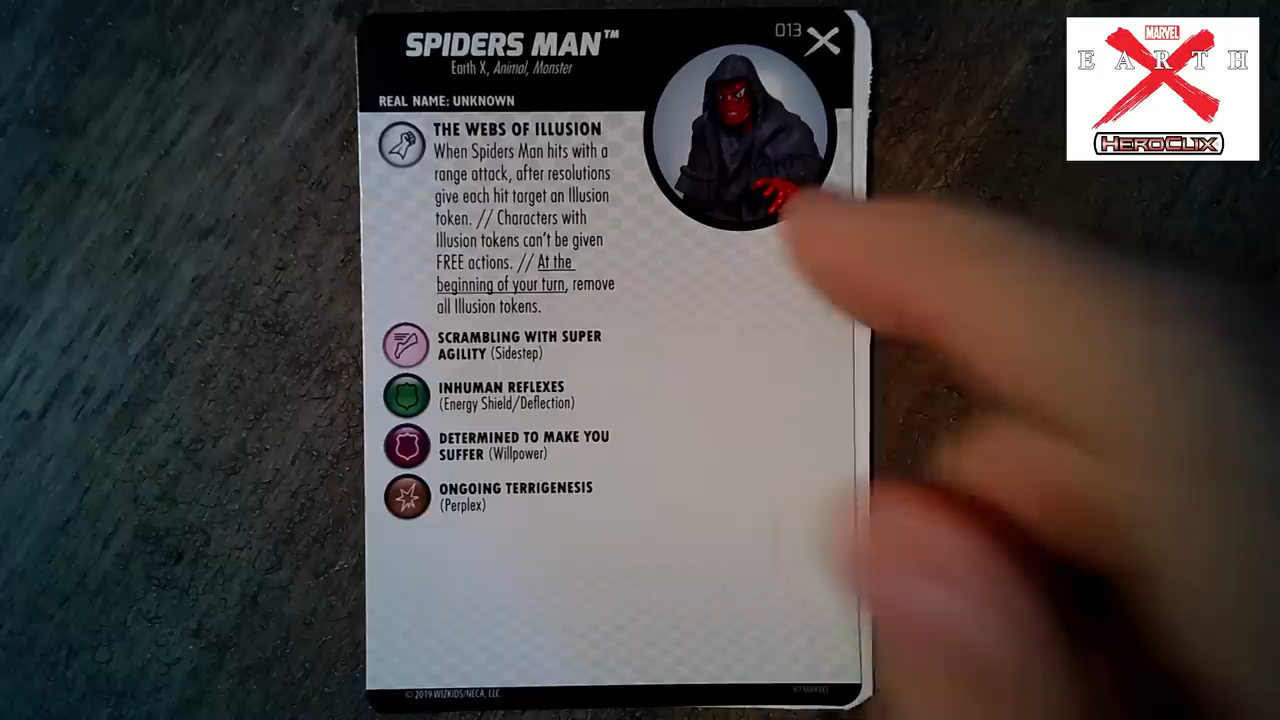 SPIDERS MAN™
013
Earth X, Animal, Monster
REAL NAME: UNKNOWN
THE WEBS OF ILLUSION
When Spiders Man hits with a
range attack, after resolutions
give each hit target an Illusion
token. // Characters with
Illusion tokens can't be given
FREE actions. // At the
beginning of your turn, remove
all Illusion tokens.
SCRAMBLING WITH SUPER
AGILITY (Sidestep)
INHUMAN REFLEXES
(Energy Shield/Deflection)
DETERMINED TO MAKE YOU
SUFFER (Willpower)
ONGOING TERRIGENESIS
(Perplex)
© 2019 WIZKIDS/NECA, LLC
© MARVEL
MARVEL
EARTH
HEROCLIX